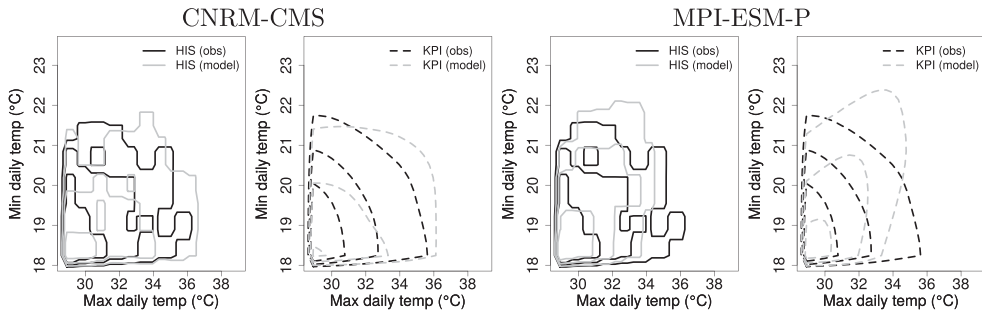 CNRM-CMS
MPI-ESM-P
HIS (obs)
HIS (model)
23
22
21
20
19
18
Min daily temp (°C)
30 32 34 36 38
Max daily temp (°C)
KPI (obs)
KPI (model)
23
22
21
20
19
18
Min daily temp (°C)
30 32 34 36 38
Max daily temp (°C)
HIS (obs)
HIS (model)
23
22
21
20
19
18
Min daily temp (°C)
30 32 34 36 38
Max daily temp (°C)
KPI (obs)
KPI (model)
23
22
21
20
19
18
Min daily temp (°C)
30 32 34 36 38
Max daily temp (°C)